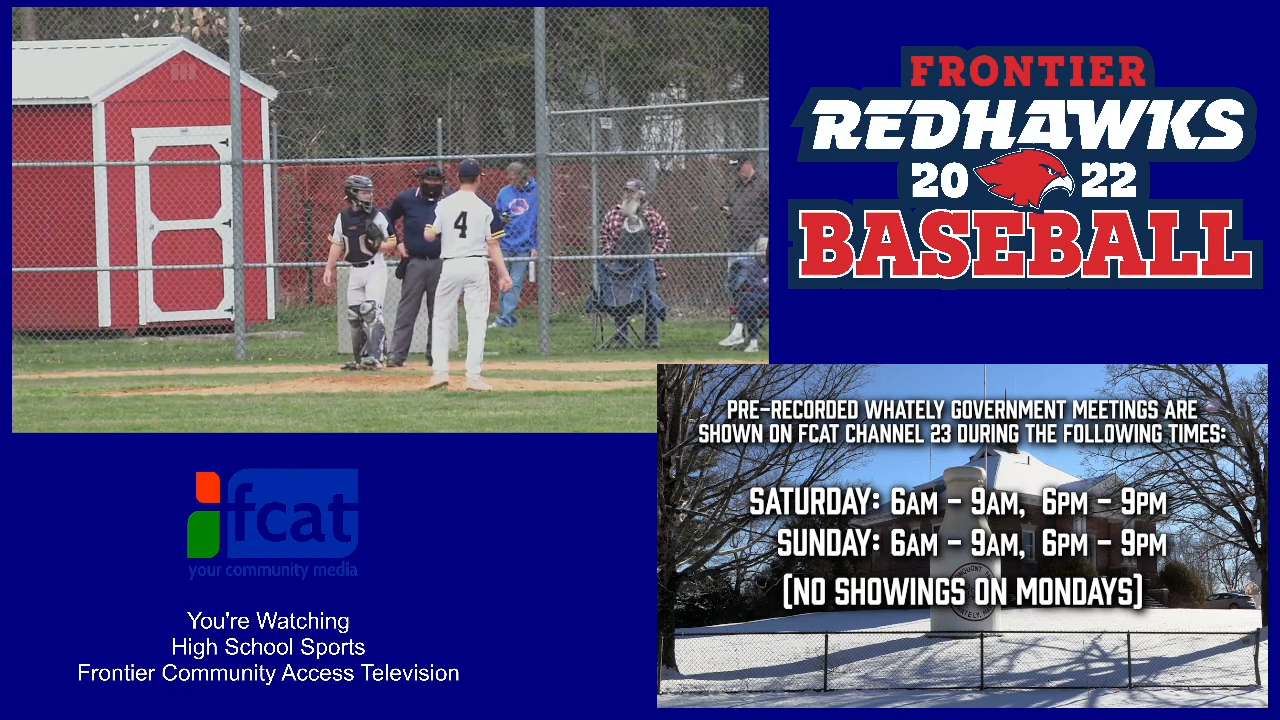 4
FRONTIER
REDHAWKS
20 22
BASEBALL
PRE-RECORDED WHATELY GOVERNMENT MEETINGS ARE
SHOWN ON FCAT CHANNEL 23 DURING THE FOLLOWING TIMES:
SATURDAY: 6AM - 9AM, 6PM - 9PM
SUNDAY: 6AM - 9AM, 6PM - 9PM
(NO SHOWINGS ON MONDAYS)
fcat
your community media
You're Watching
High School Sports
Frontier Community Access Television